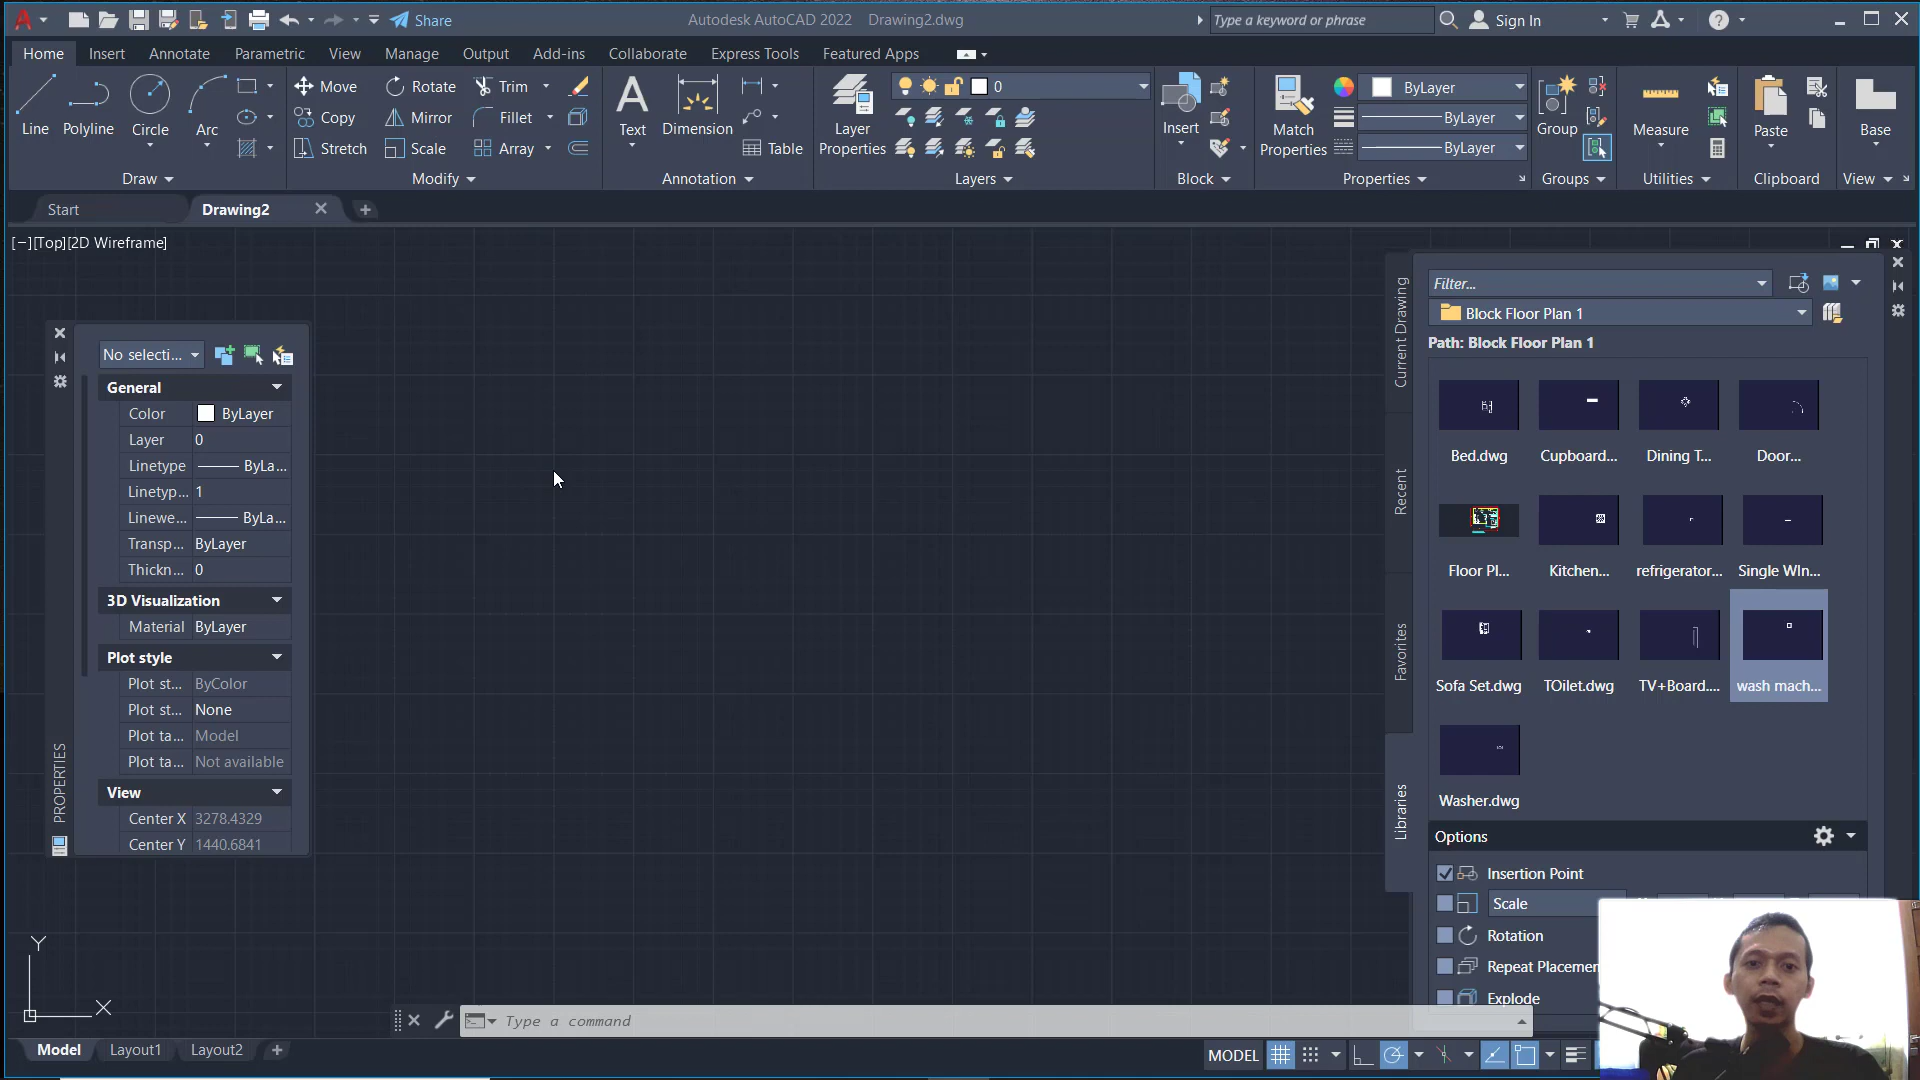 Share
Autodesk AutoCAD 2022 Drawing2.dwg
Type a keyword or phrase
Sign In
Home Insert Annotate Parametric View Manage Output Add-ins Collaborate Express Tools Featured Apps
Line Polyline Circle Arc
Move Rotate Trim
Copy Mirror Fillet
Stretch Scale Array
Text Dimension Table
Layer Properties
0
Insert
Match Properties
ByLayer
ByLayer
ByLayer
Group
Measure
Paste
Base
Draw Modify Annotation Layers Block Properties Groups Utilities Clipboard View
Start Drawing2
[−][Top][2D Wireframe]
No selecti...
General
Color ByLayer
Layer 0
Linetype ByLa...
Linetyp... 1
Linewe... ByLa...
Transp... ByLayer
Thickn... 0
3D Visualization
Material ByLayer
Plot style
Plot st... ByColor
Plot st... None
Plot ta... Model
Plot ta... Not available
View
Center X 3278.4329
Center Y 1440.6841
PROPERTIES
Current Drawing
Recent
Favorites
Libraries
Filter...
Block Floor Plan 1
Path: Block Floor Plan 1
Bed.dwg Cupboard... Dining T... Door...
Floor Pl... Kitchen... refrigerator... Single WIn...
Sofa Set.dwg TOilet.dwg TV+Board.... wash mach...
Washer.dwg
Options
Insertion Point
Scale
Rotation
Repeat Placemen
Explode
Y
X
Type a command
Model Layout1 Layout2
MODEL